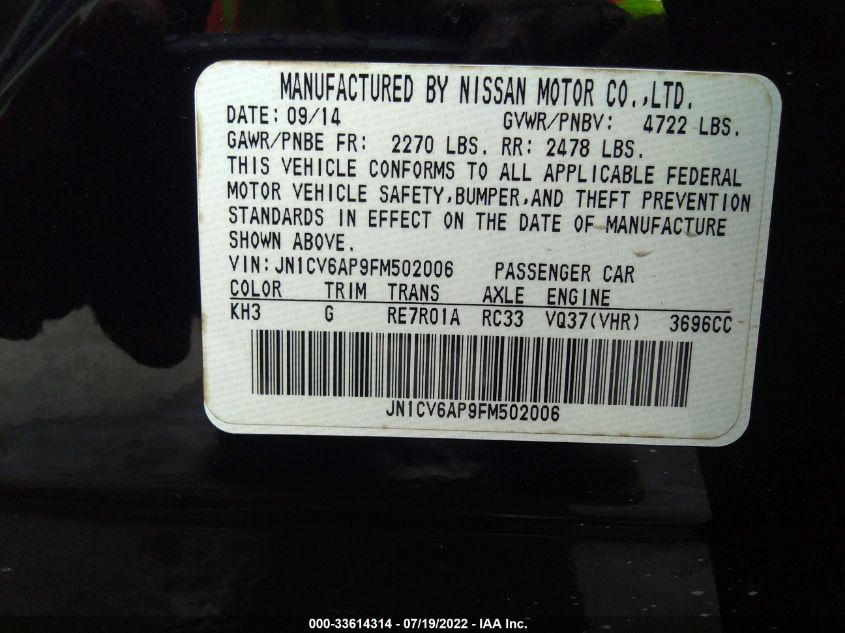 MANUFACTURED BY NISSAN MOTOR CO.,LTD.
DATE: 09/14 GVWR/PNBV: 4722 LBS.
GAWR/PNBE FR: 2270 LBS. RR: 2478 LBS.
THIS VEHICLE CONFORMS TO ALL APPLICABLE FEDERAL
MOTOR VEHICLE SAFETY,BUMPER,AND THEFT PREVENTION
STANDARDS IN EFFECT ON THE DATE OF MANUFACTURE
SHOWN ABOVE.
VIN:JN1CV6AP9FM502006 PASSENGER CAR
COLOR TRIM TRANS AXLE ENGINE
KH3 G RE7R01A RC33 VQ37(VHR) 3696CC
JN1CV6AP9FM502006
000-33614314 - 07/19/2022 - IAA Inc.